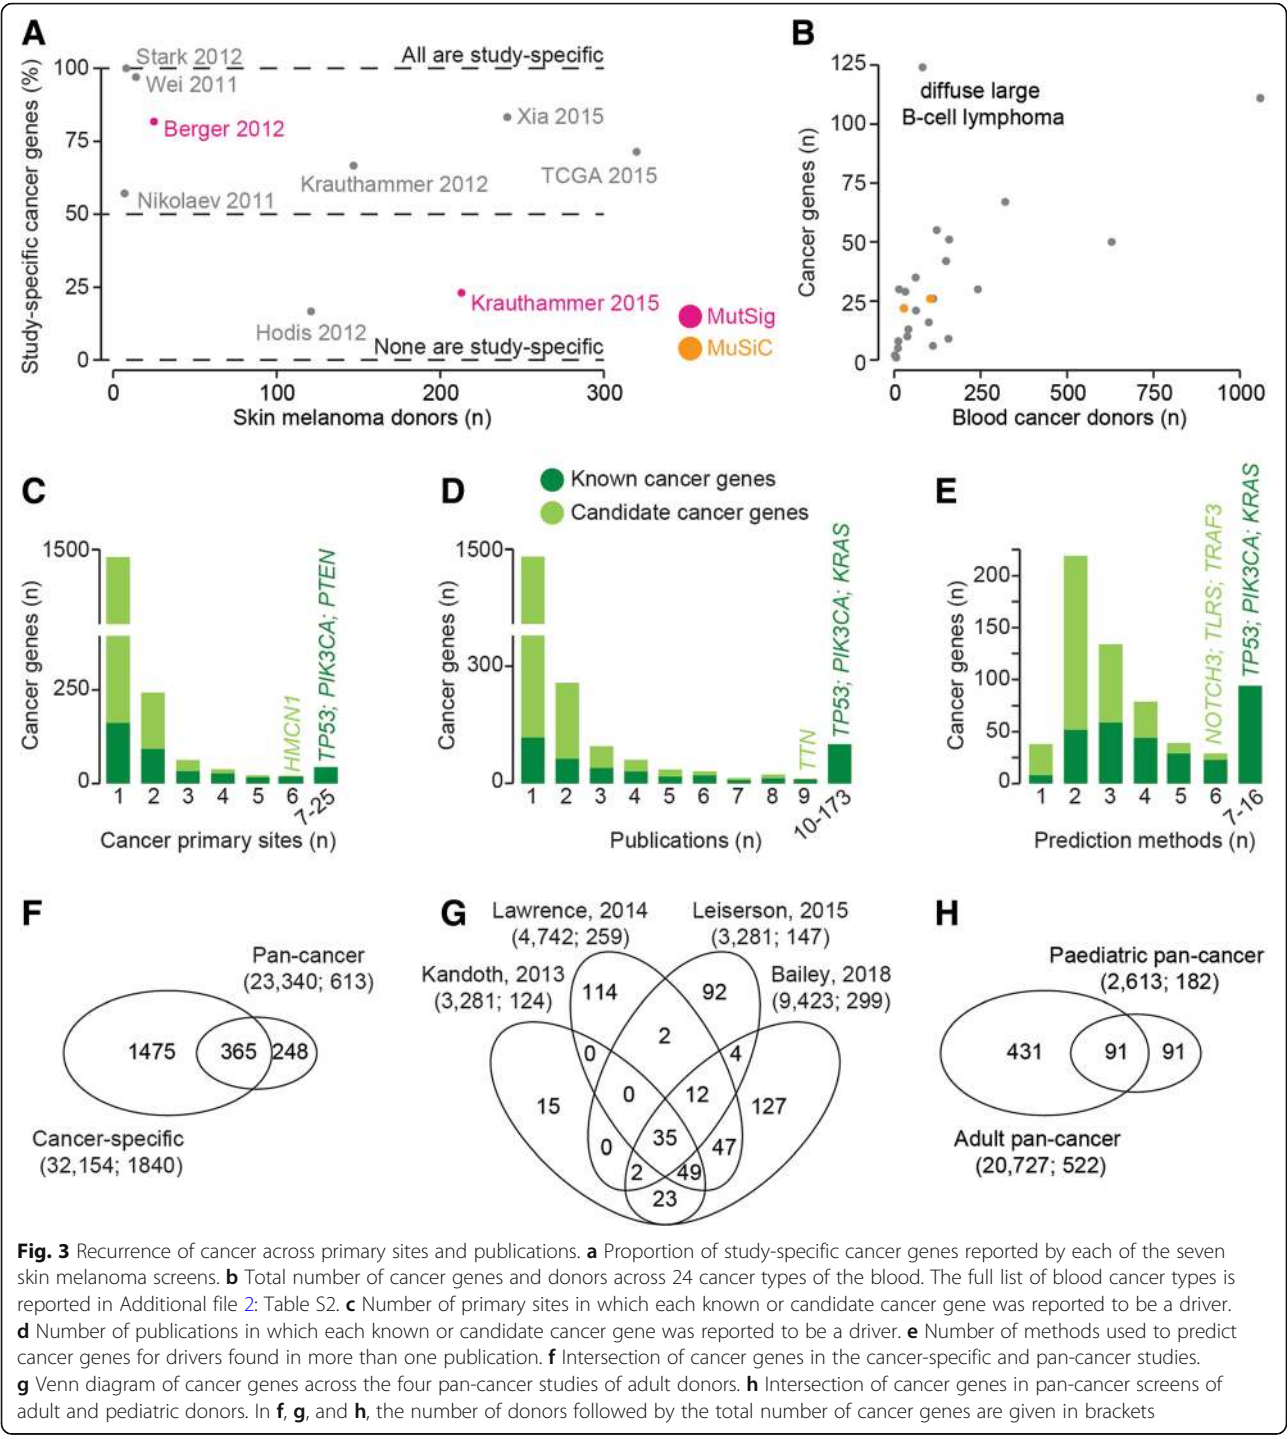 A
Study-specific cancer genes (%)
100
75
50
25
0
Stark 2012
All are study-specific
Wei 2011
Berger 2012
Xia 2015
Krauthammer 2012
TCGA 2015
Nikolaev 2011
Krauthammer 2015
Hodis 2012
None are study-specific
0 100 200 300
Skin melanoma donors (n)
MutSig
MuSiC
B
Cancer genes (n)
125
100
75
50
25
0
diffuse large
B-cell lymphoma
0 250 500 750 1000
Blood cancer donors (n)
Known cancer genes
Candidate cancer genes
C
Cancer genes (n)
1500
250
0
HMCN1
TP53; PIK3CA; PTEN
1 2 3 4 5 6 7-25
Cancer primary sites (n)
D
Cancer genes (n)
1500
300
0
TTN
TP53; PIK3CA; KRAS
1 2 3 4 5 6 7 8 9 10-173
Publications (n)
E
Cancer genes (n)
200
150
100
50
0
NOTCH3; TLRS; TRAF3
TP53; PIK3CA; KRAS
1 2 3 4 5 6 7-16
Prediction methods (n)
F
Pan-cancer
(23,340; 613)
1475 365 248
Cancer-specific
(32,154; 1840)
G
Lawrence, 2014
(4,742; 259)
Leiserson, 2015
(3,281; 147)
Kandoth, 2013
(3,281; 124)
Bailey, 2018
(9,423; 299)
114 92
2
0 4
0 12
15 127
35
0 47
2 49
23
H
Paediatric pan-cancer
(2,613; 182)
431 91 91
Adult pan-cancer
(20,727; 522)
Fig. 3 Recurrence of cancer across primary sites and publications. a Proportion of study-specific cancer genes reported by each of the seven
skin melanoma screens. b Total number of cancer genes and donors across 24 cancer types of the blood. The full list of blood cancer types is
reported in Additional file 2: Table S2. c Number of primary sites in which each known or candidate cancer gene was reported to be a driver.
d Number of publications in which each known or candidate cancer gene was reported to be a driver. e Number of methods used to predict
cancer genes for drivers found in more than one publication. f Intersection of cancer genes in the cancer-specific and pan-cancer studies.
g Venn diagram of cancer genes across the four pan-cancer studies of adult donors. h Intersection of cancer genes in pan-cancer screens of
adult and pediatric donors. In f, g, and h, the number of donors followed by the total number of cancer genes are given in brackets